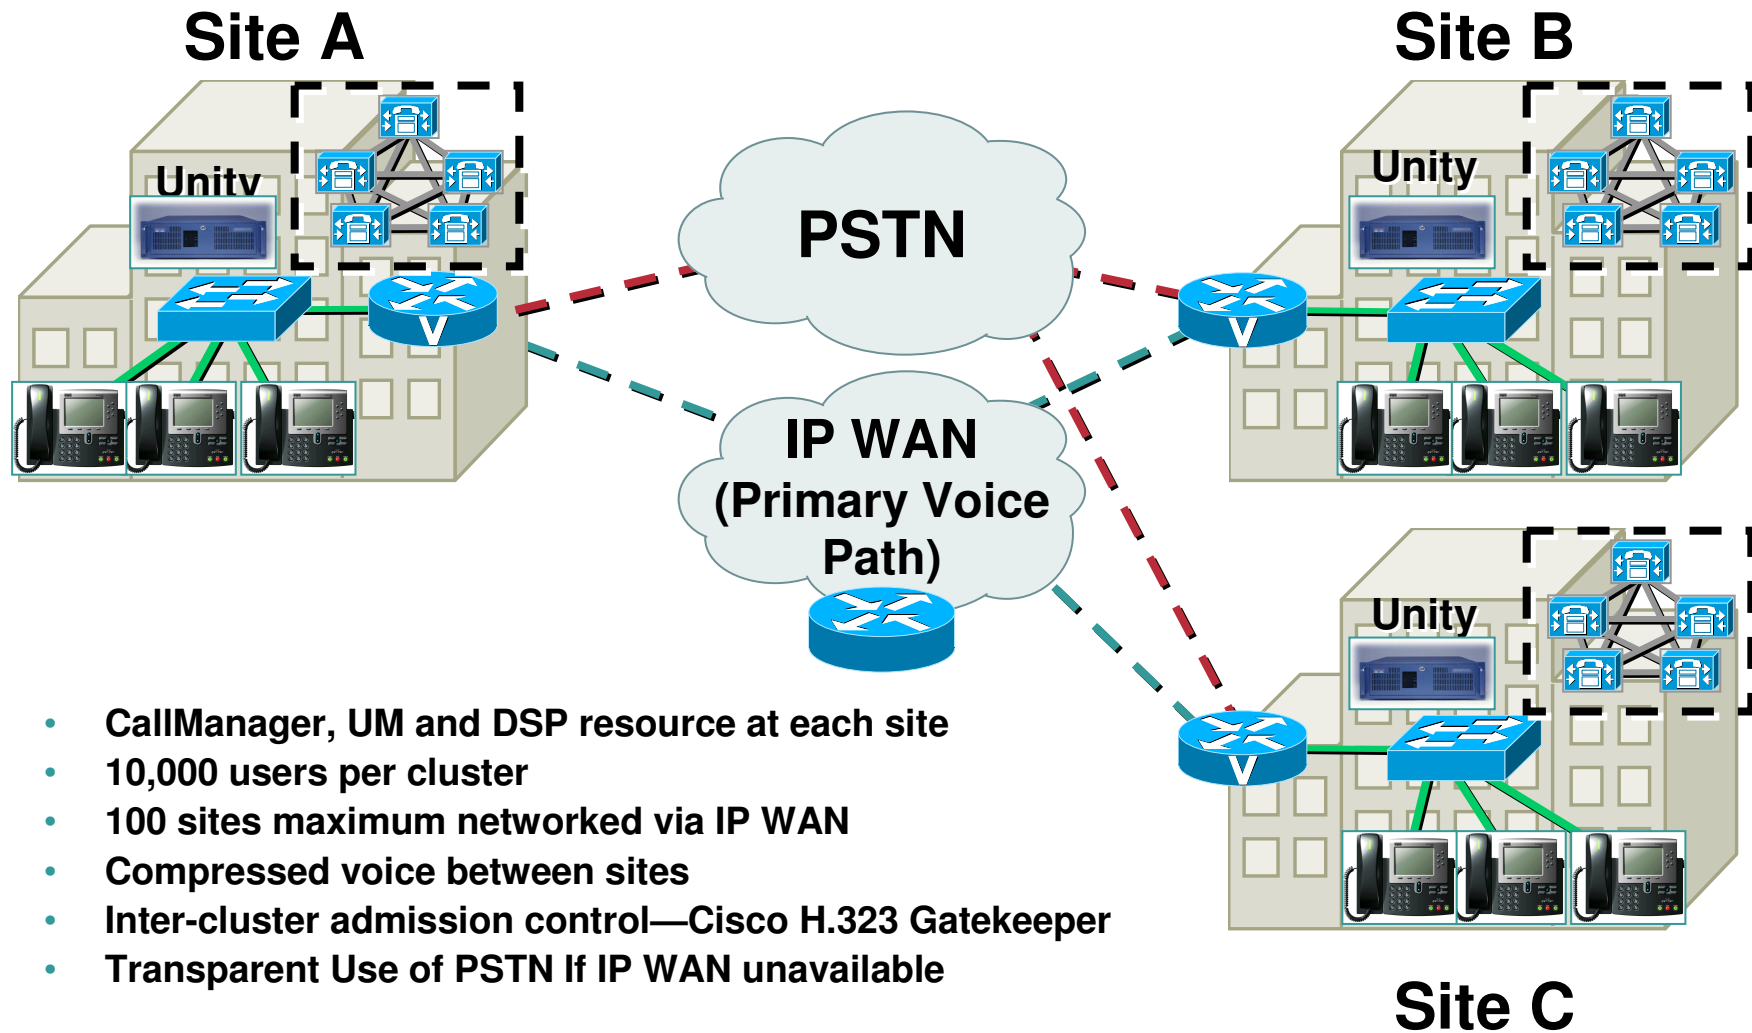 Site A
Site B
Unity
Unity
PSTN
V
V
IP WAN
(Primary Voice
Path)
Unity
V
• CallManager, UM and DSP resource at each site
• 10,000 users per cluster
• 100 sites maximum networked via IP WAN
• Compressed voice between sites
• Inter-cluster admission control—Cisco H.323 Gatekeeper
• Transparent Use of PSTN If IP WAN unavailable
Site C